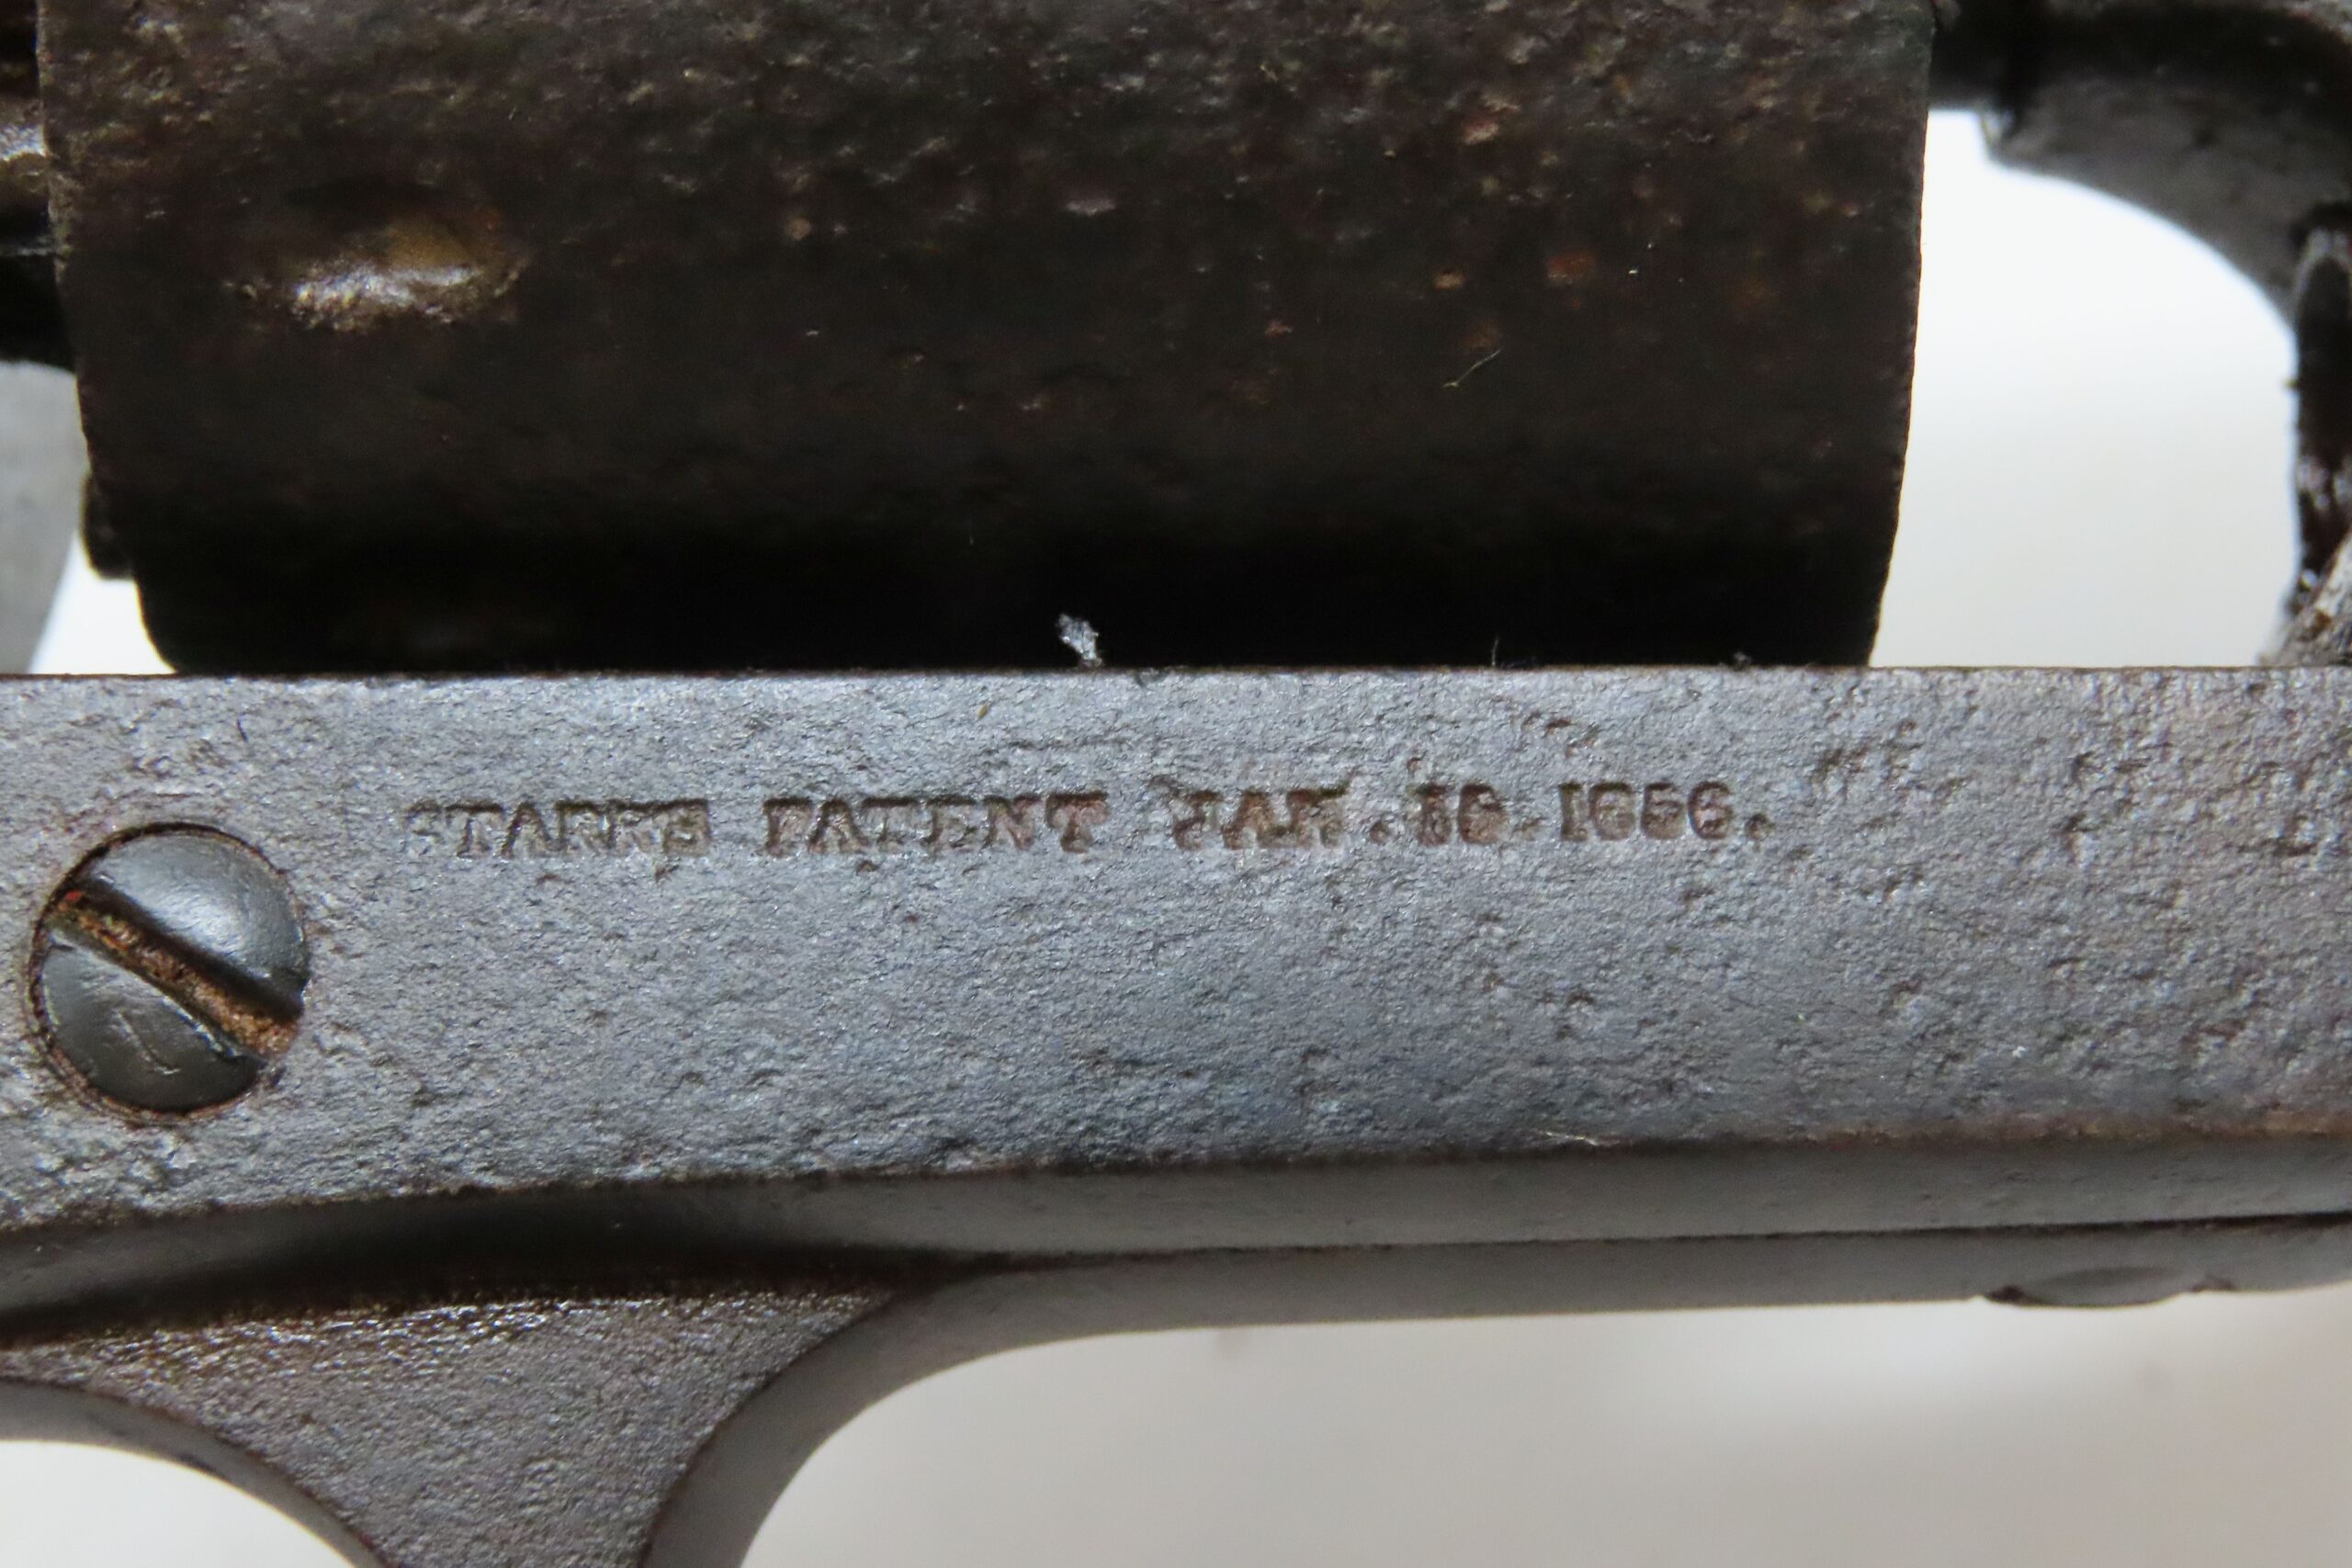 STARR'S PATENT JAN. 15. 1856.